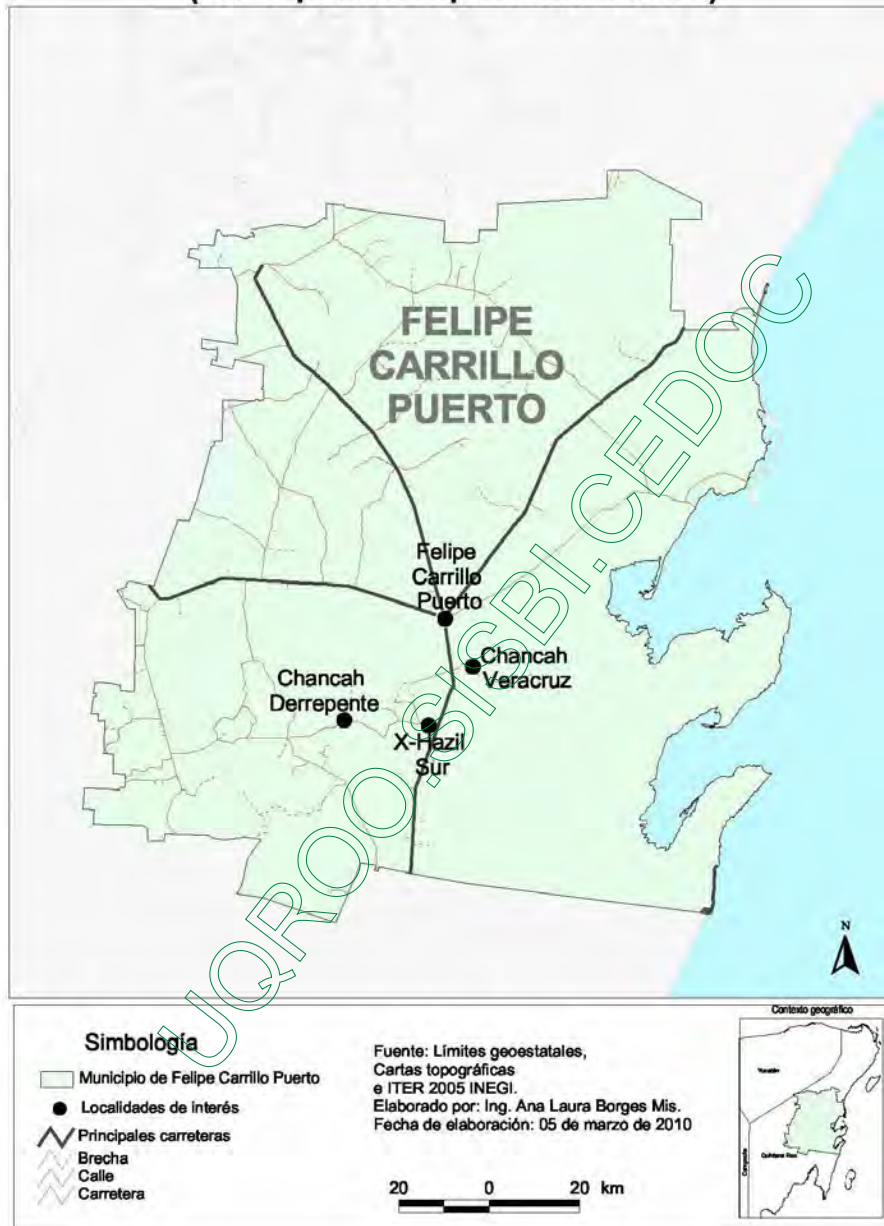 FELIPE
CARRILLO
PUERTO
Felipe
Carrillo
Puerto
Chancah
Veracruz
Chancah
Derrepente
X-Hazil
Sur
UQROO.SISBI.CEDOC
N
Simbología
Municipio de Felipe Carrillo Puerto
Localidades de interés
Principales carreteras
Brecha
Calle
Carretera
Fuente: Límites geoestatales,
Cartas topográficas
e ITER 2005 INEGI.
Elaborado por: Ing. Ana Laura Borges Mis.
Fecha de elaboración: 05 de marzo de 2010
20 0 20 km
Contexto geográfico
Yucatán
Campeche
Quintana Roo